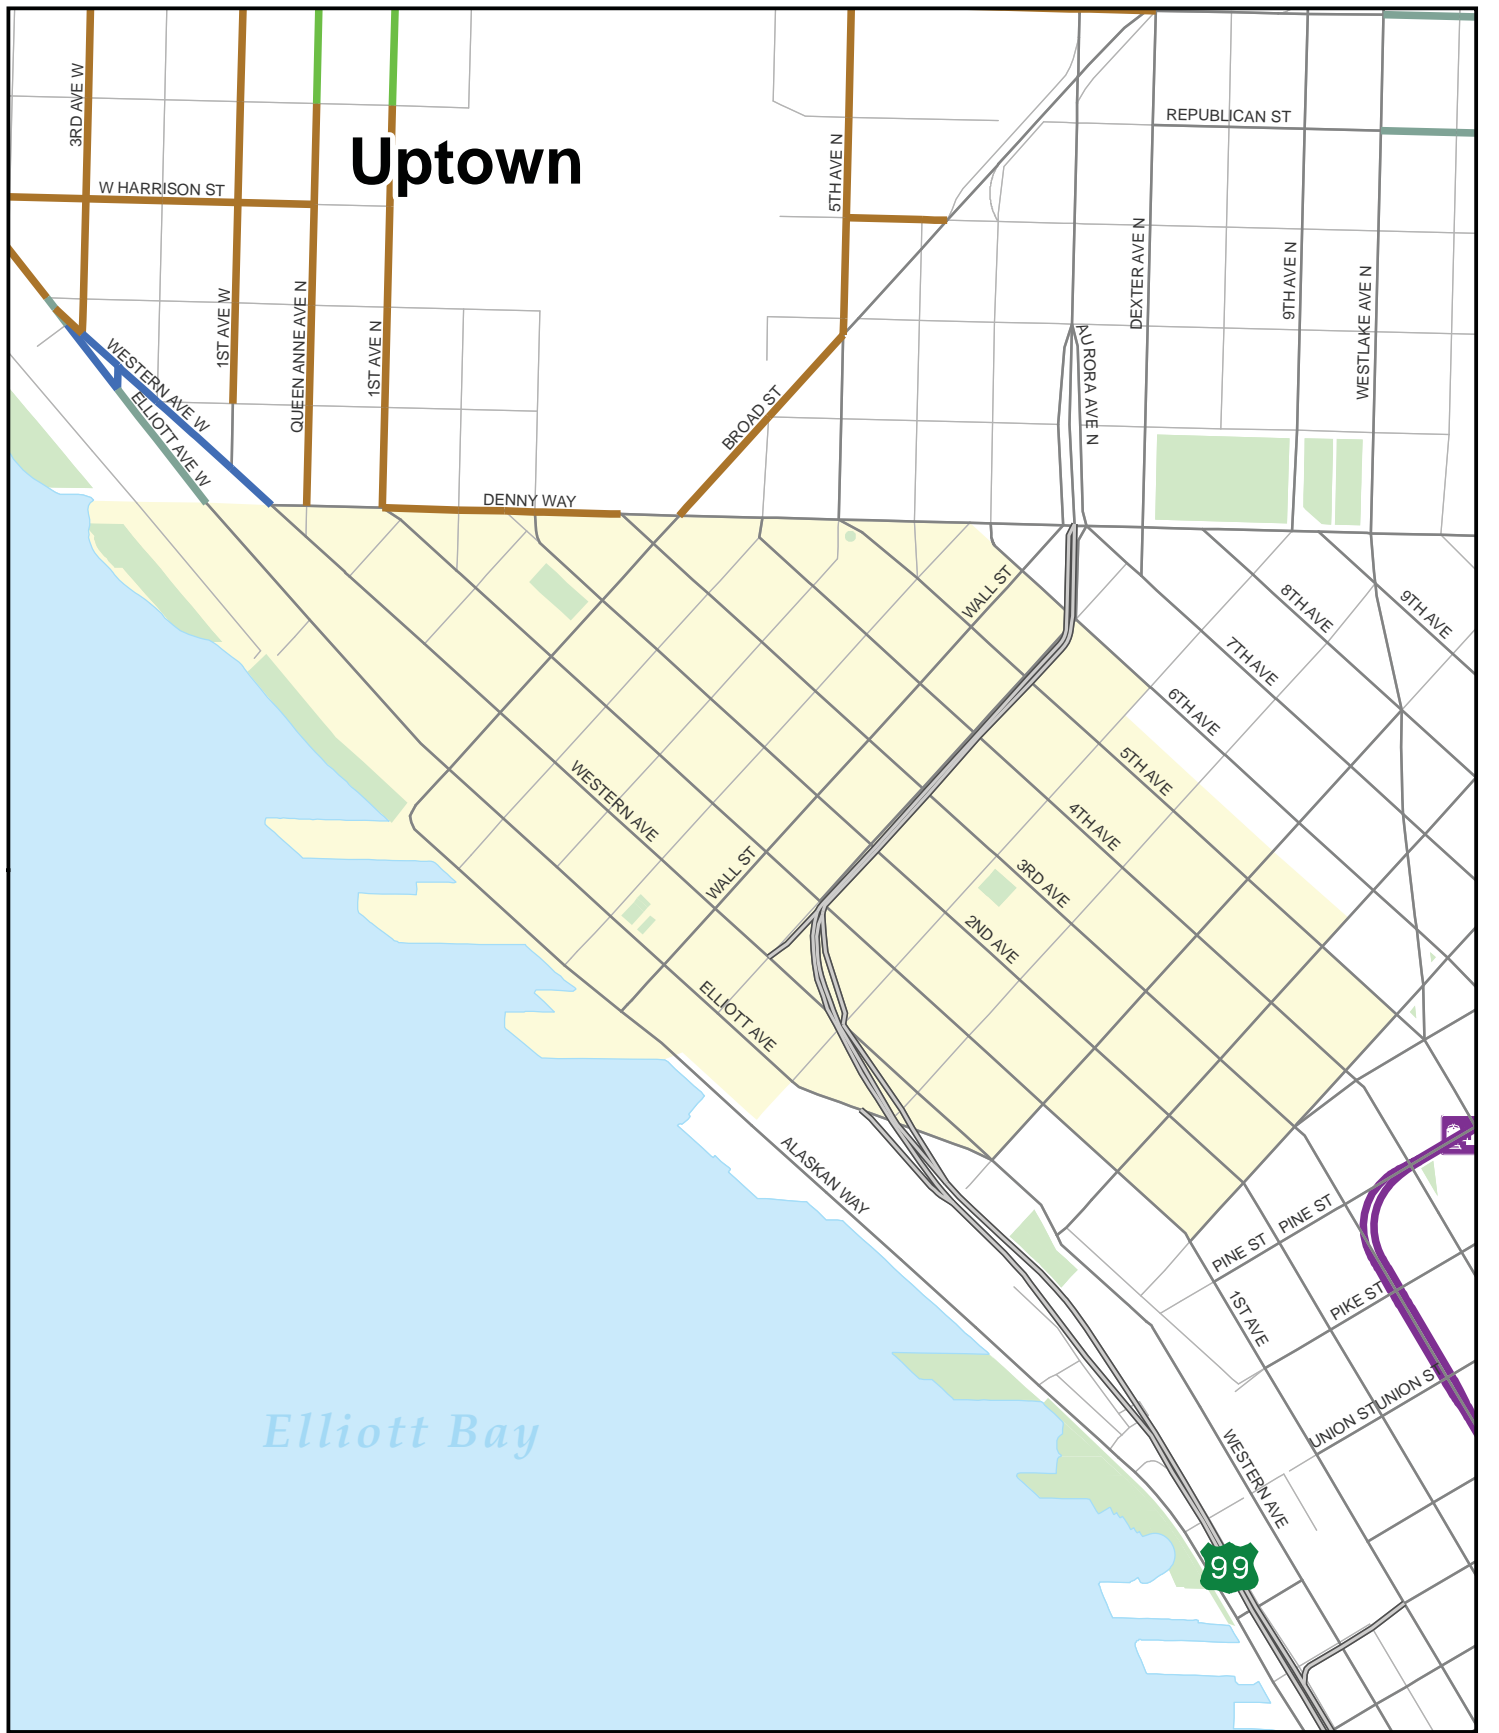 3RD AVE W
REPUBLICAN ST
Uptown
5TH AVE N
W HARRISON ST
DEXTER AVE N
9TH AVE N
WESTLAKE AVE N
1ST AVE W
QUEEN ANNE AVE N
1ST AVE N
AURORA AVE N
WESTERN AVE W
ELLIOTT AVE W
BROAD ST
DENNY WAY
WALL ST
8TH AVE
9TH AVE
7TH AVE
6TH AVE
5TH AVE
WESTERN AVE
4TH AVE
WALL ST
3RD AVE
2ND AVE
ELLIOTT AVE
ALASKAN WAY
PINE ST
PINE ST
1ST AVE
PIKE ST
UNION ST
UNION ST
Elliott Bay
WESTERN AVE
99